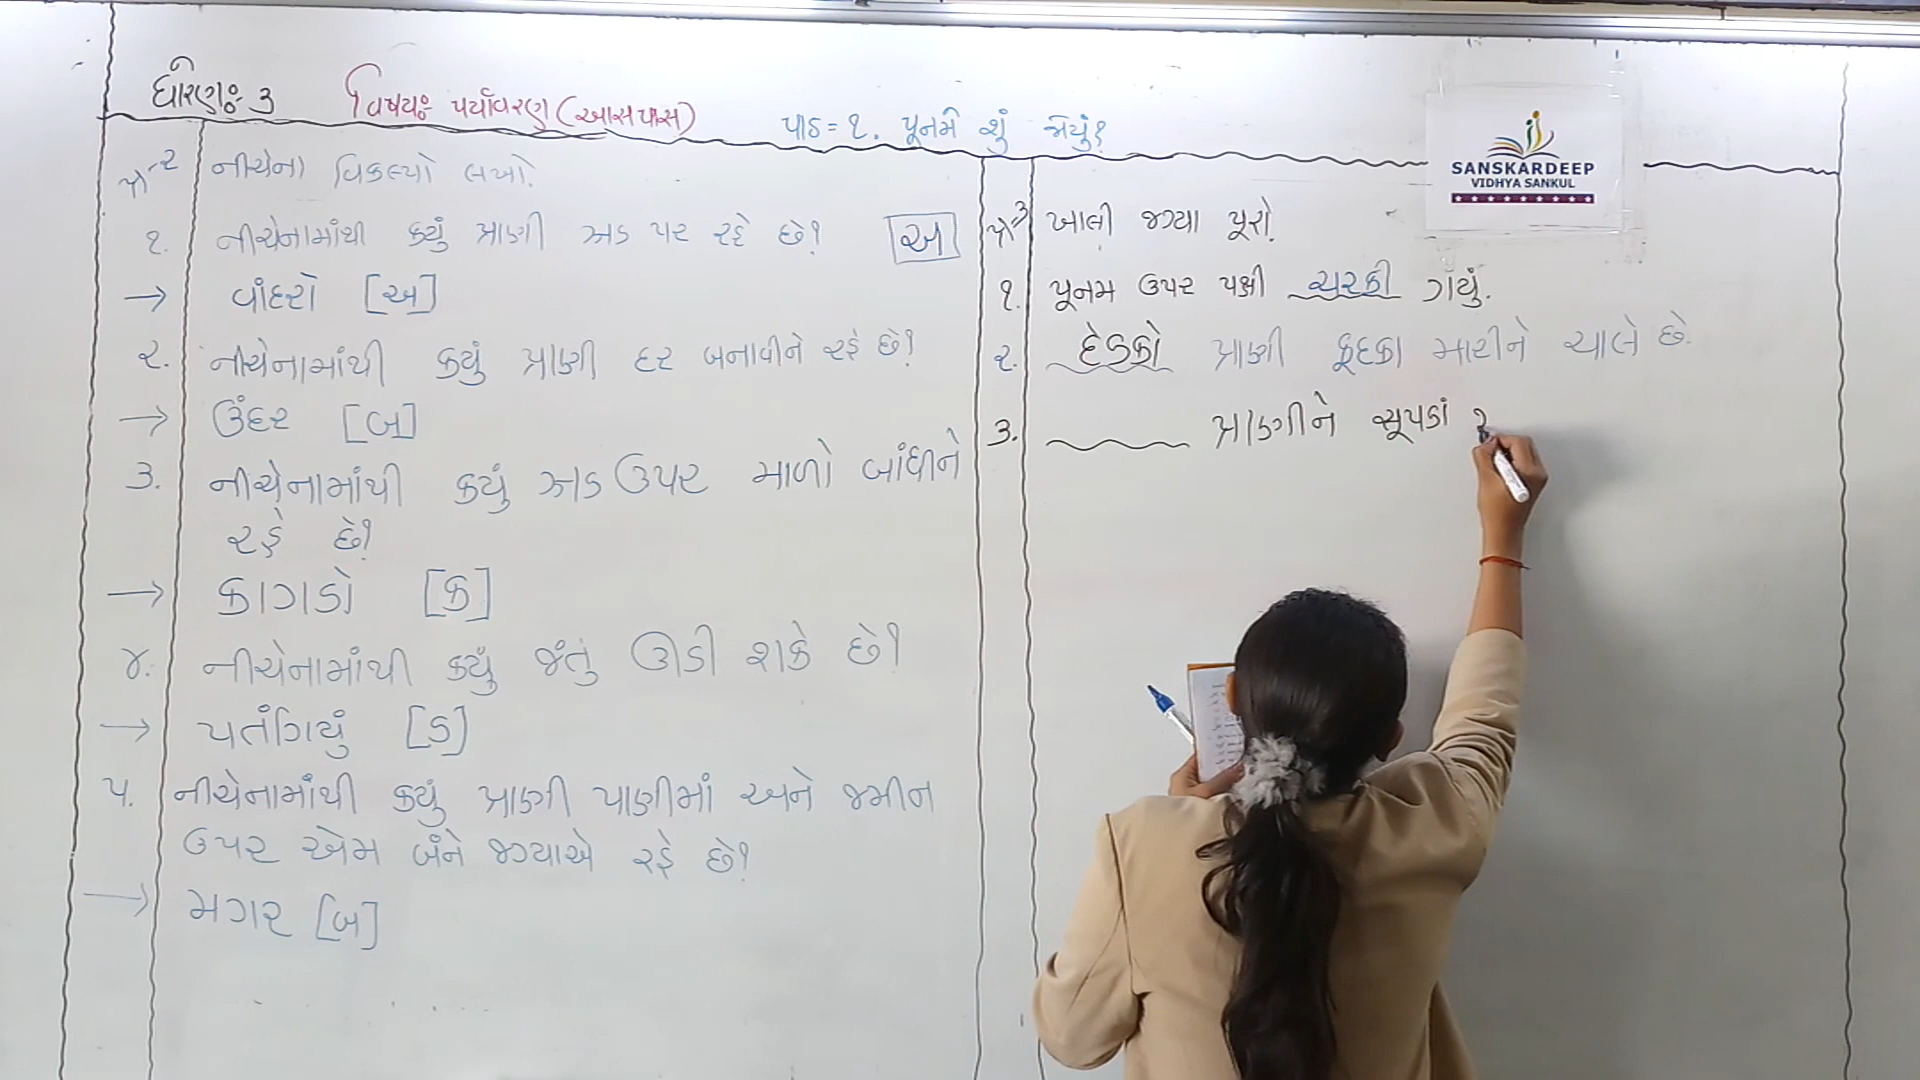 ધોરણઃ ૩
વિષયઃ પર્યાવરણ (આસપાસ)
પાઠ = ૧. પૂનમે શું જોયું?
SANSKARDEEP
VIDHYA SANKUL
પ્ર-૨ નીચેના વિકલ્પો લખો.
૧. નીચેનામાંથી કયું પ્રાણી ઝાડ પર રહે છે? [અ]
→ વાંદરો [અ]
૨. નીચેનામાંથી કયું પ્રાણી દર બનાવીને રહે છે?
→ ઉંદર [બ]
૩. નીચેનામાંથી કયું ઝાડ ઉપર માળો બાંધીને
રહે છે?
→ કાગડો [ક]
૪. નીચેનામાંથી કયું જંતુ ઊડી શકે છે?
→ પતંગિયું [ડ]
૫. નીચેનામાંથી કયું પ્રાણી પાણીમાં અને જમીન
ઉપર એમ બંને જગ્યાએ રહે છે?
→ મગર [બ]
પ્ર-૩ ખાલી જગ્યા પૂરો.
૧. પૂનમ ઉપર પક્ષી ચરકી ગયું.
૨. દેડકો પ્રાણી કૂદકા મારીને ચાલે છે.
૩. ______ પ્રાણીને સૂપડાં